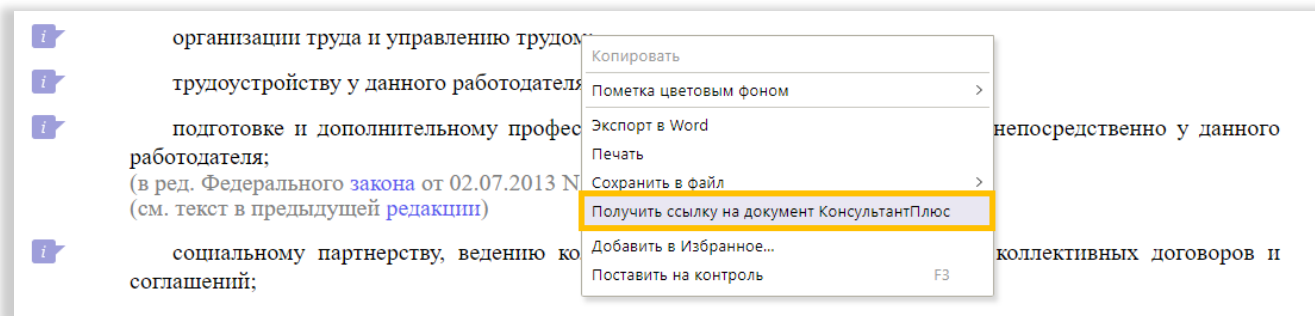 i организации труда и управлению трудом;
Копировать
i трудоустройству у данного работодателя
Пометка цветовым фоном >
Экспорт в Word
i подготовке и дополнительному профес непосредственно у данного
Печать
работодателя;
(в ред. Федерального закона от 02.07.2013 N
Сохранить в файл >
(см. текст в предыдущей редакции)
Получить ссылку на документ КонсультантПлюс
Добавить в Избранное...
i социальному партнерству, ведению ко коллективных договоров и
Поставить на контроль F3
соглашений;